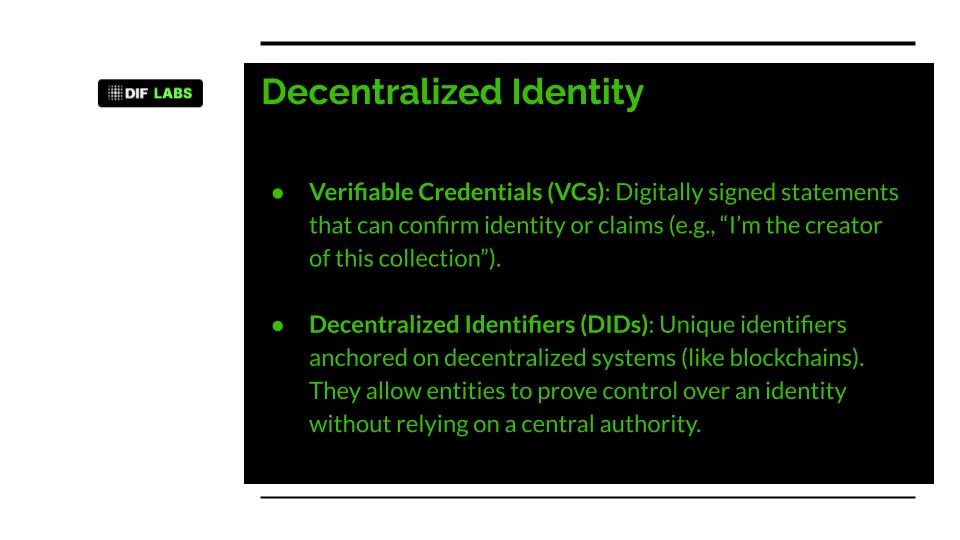 DIF LABS
Decentralized Identity
● Verifiable Credentials (VCs): Digitally signed statements
that can confirm identity or claims (e.g., “I’m the creator
of this collection”).
● Decentralized Identifiers (DIDs): Unique identifiers
anchored on decentralized systems (like blockchains).
They allow entities to prove control over an identity
without relying on a central authority.